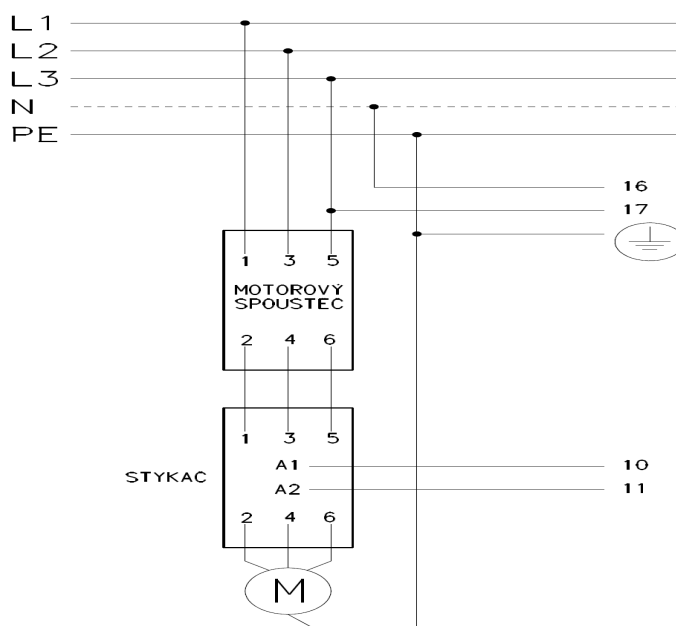 L1
L2
L3
N
PE
16
17
1 3 5
MOTOROVÝ
SPOUSTEČ
2 4 6
1 3 5
A1 10
STYKAČ
A2 11
2 4 6
M